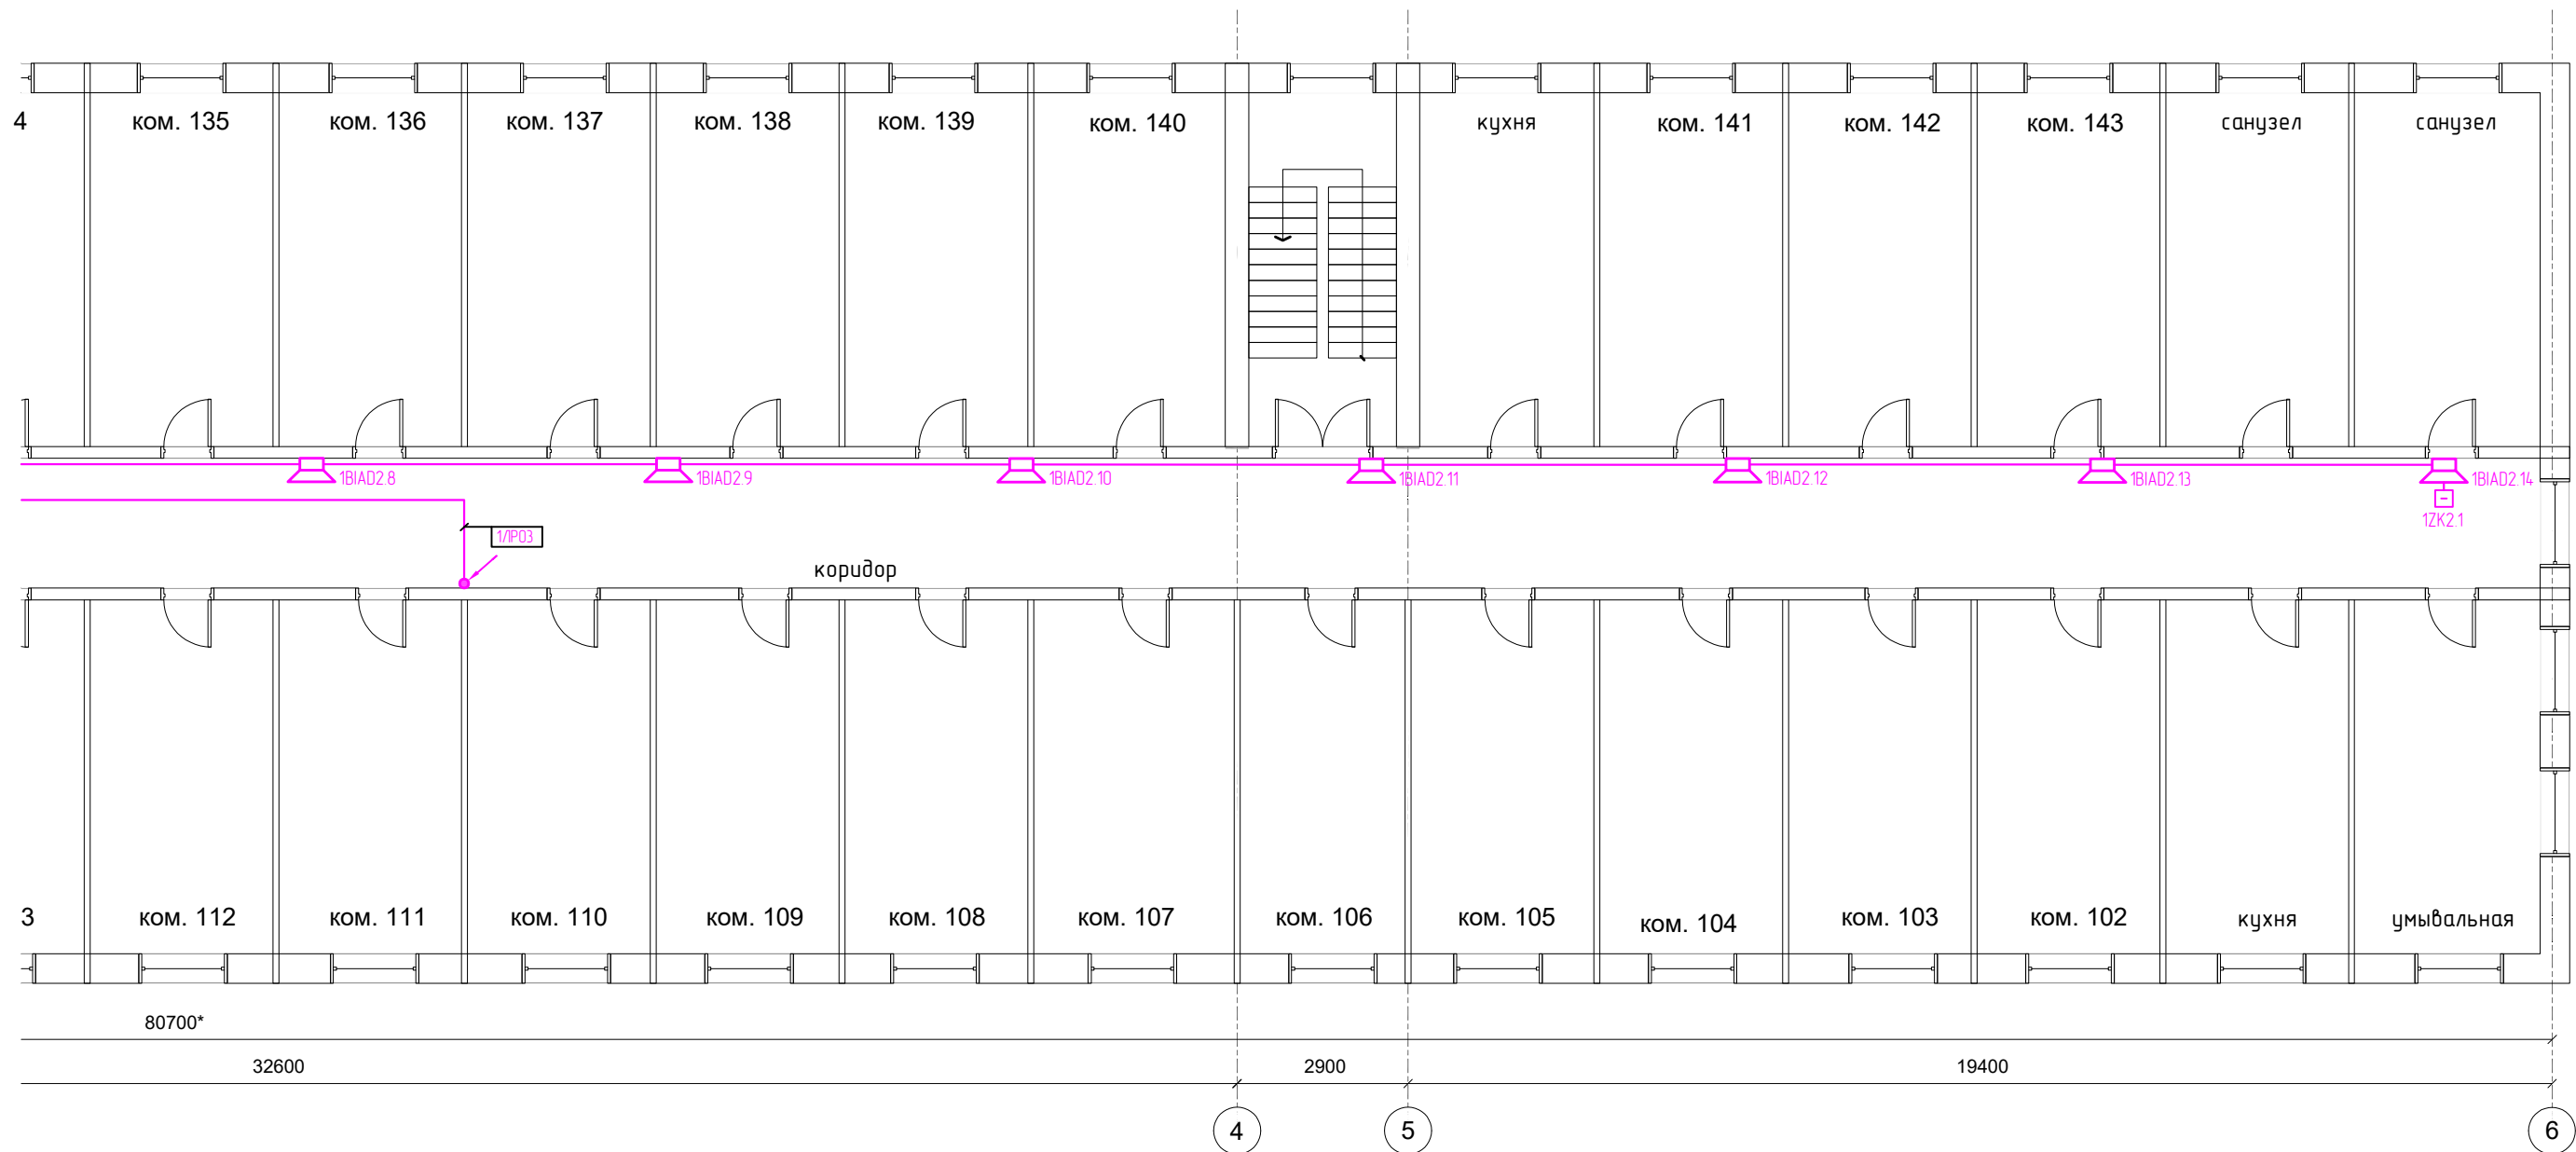 4
ком. 135
ком. 136
ком. 137
ком. 138
ком. 139
ком. 140
кухня
ком. 141
ком. 142
ком. 143
санузел
санузел
1BIAD2.8
1BIAD2.9
1BIAD2.10
1BIAD2.11
1BIAD2.12
1BIAD2.13
1BIAD2.14
1ZK2.1
1ЛР03
коридор
3
ком. 112
ком. 111
ком. 110
ком. 109
ком. 108
ком. 107
ком. 106
ком. 105
ком. 104
ком. 103
ком. 102
кухня
умывальная
80700*
32600
2900
19400
4
5
6